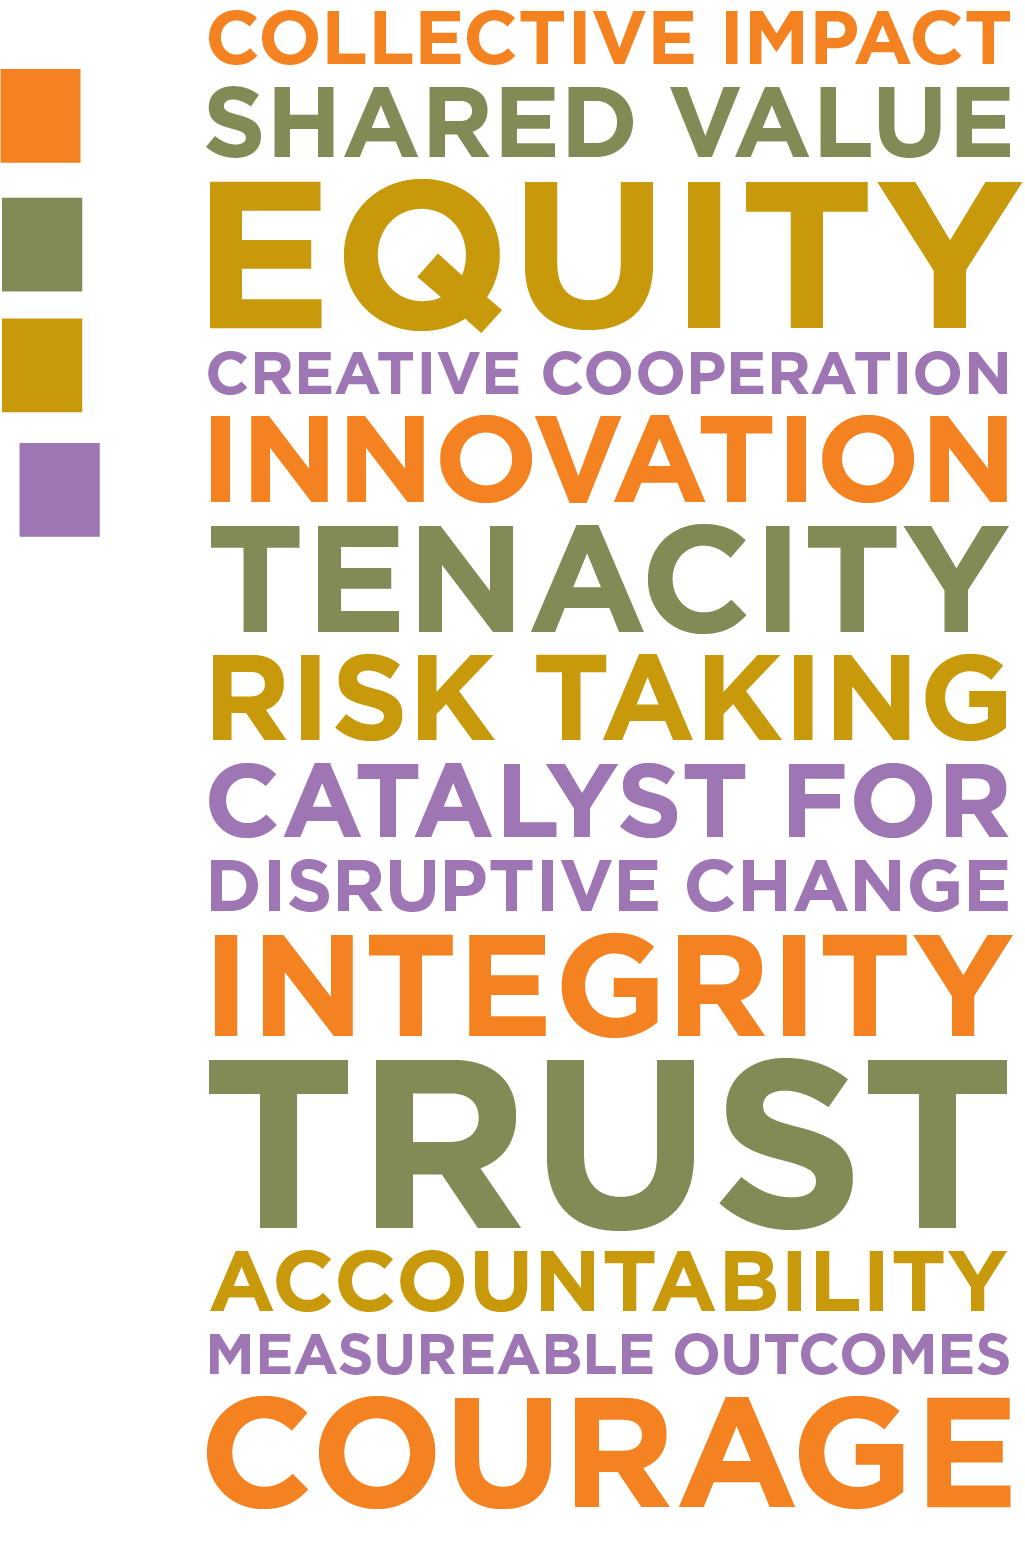 COLLECTIVE IMPACT
SHARED VALUE
EQUITY
CREATIVE COOPERATION
INNOVATION
TENACITY
RISK TAKING
CATALYST FOR
DISRUPTIVE CHANGE
INTEGRITY
TRUST
ACCOUNTABILITY
MEASUREABLE OUTCOMES
COURAGE